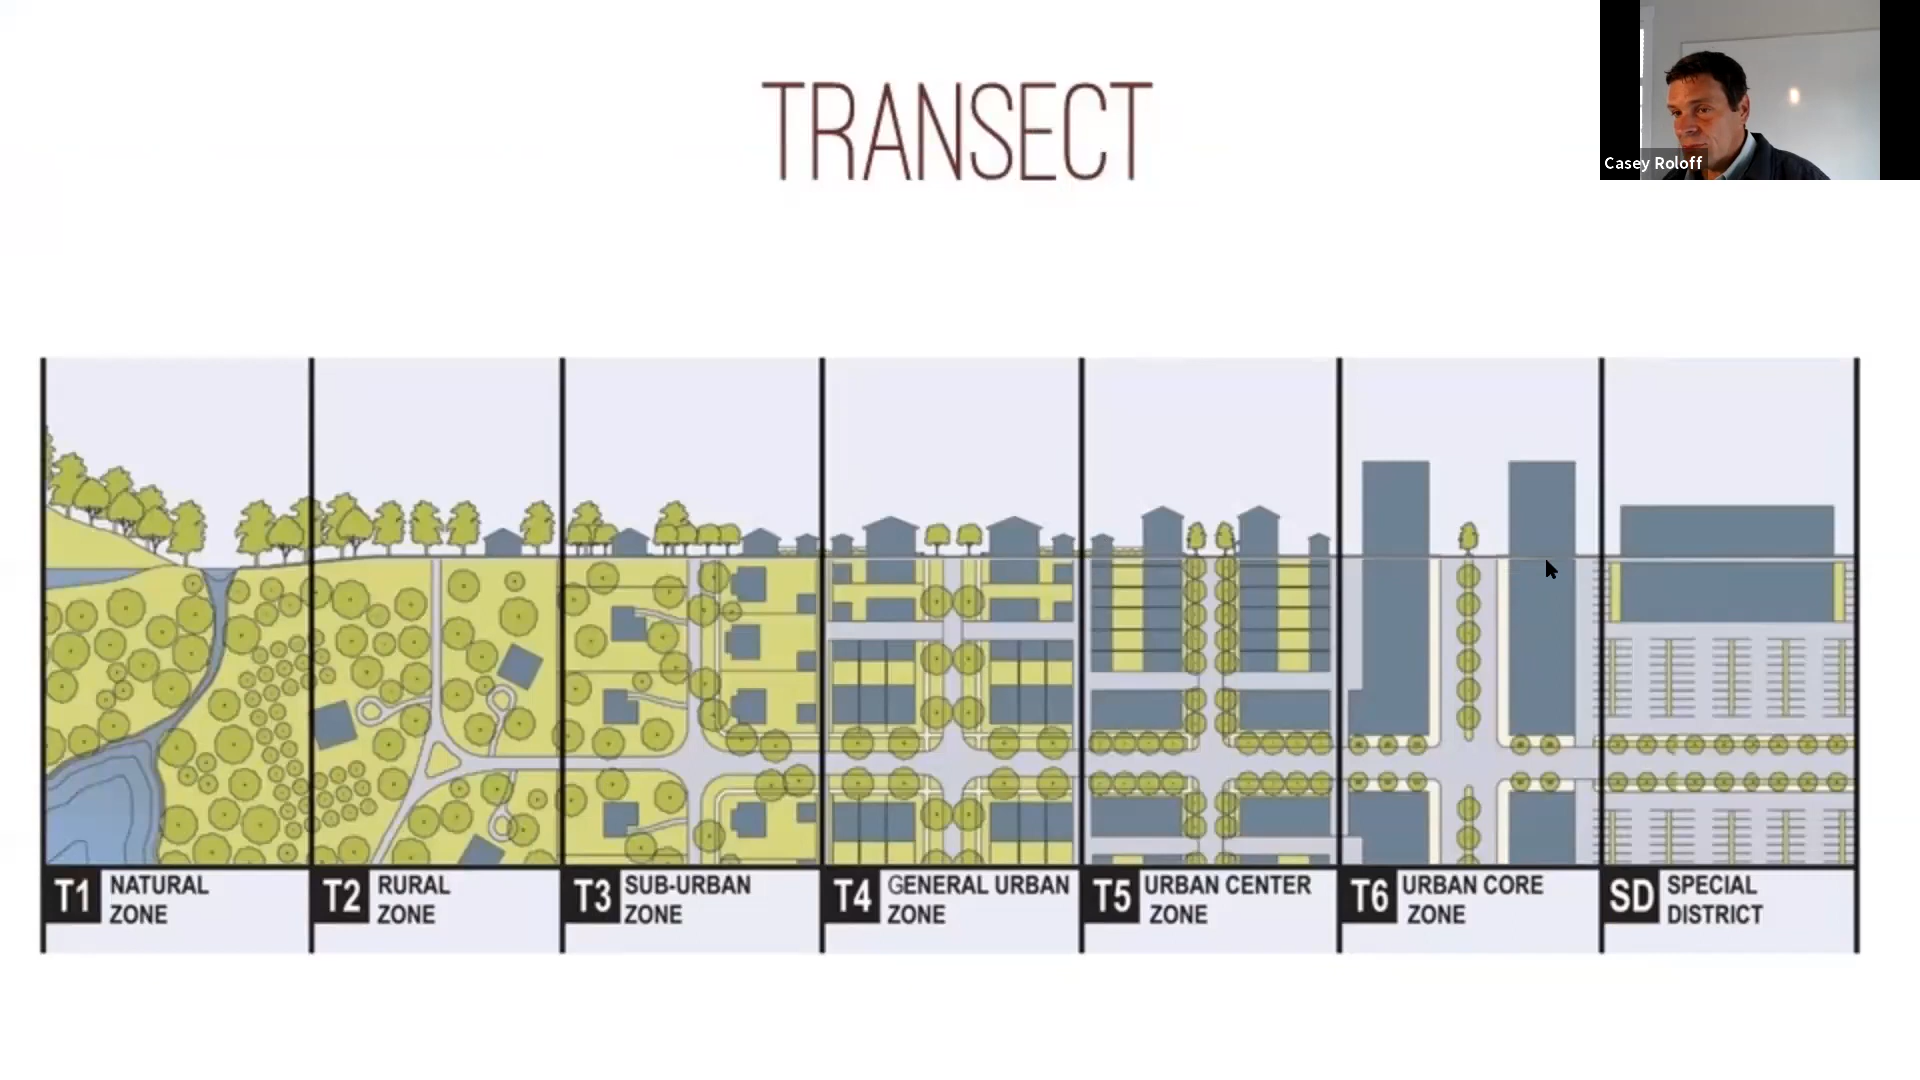 TRANSECT
Casey Roloff
T1 NATURAL
ZONE
T2 RURAL
ZONE
T3 SUB-URBAN
ZONE
T4 GENERAL URBAN
ZONE
T5 URBAN CENTER
ZONE
T6 URBAN CORE
ZONE
SD SPECIAL
DISTRICT